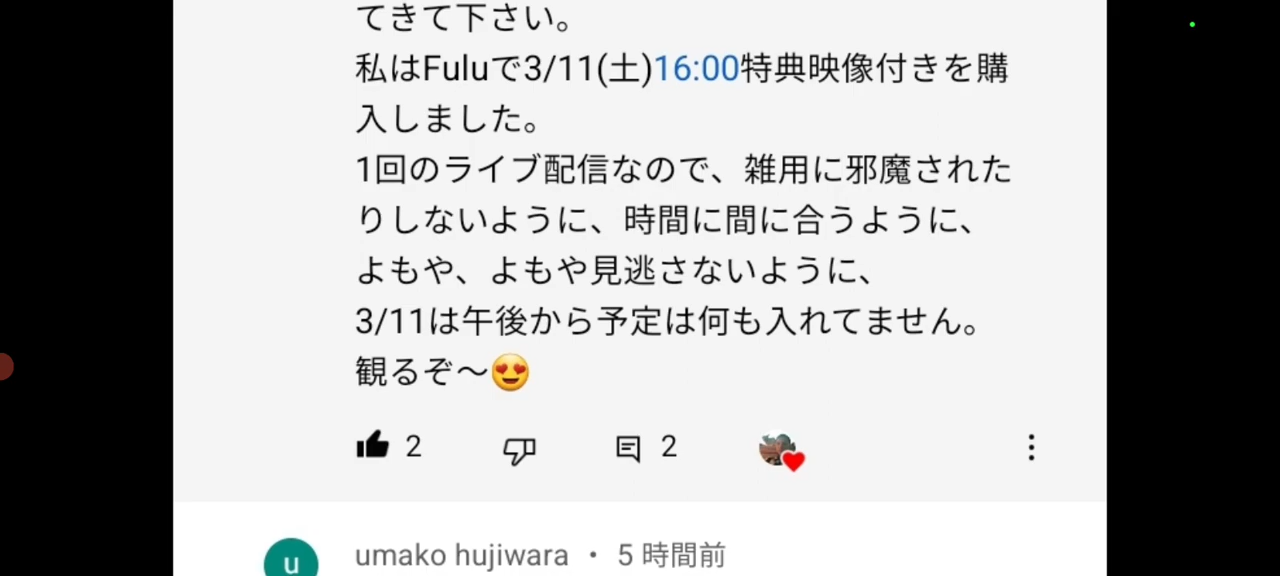 てきて下さい。
私はFuluで3/11(土)16:00特典映像付きを購
入しました。
1回のライブ配信なので、雑用に邪魔された
りしないように、時間に間に合うように、
よもや、よもや見逃さないように、
3/11は午後から予定は何も入れてません。
観るぞ〜😍
2
2
u
umako hujiwara ・ 5 時間前